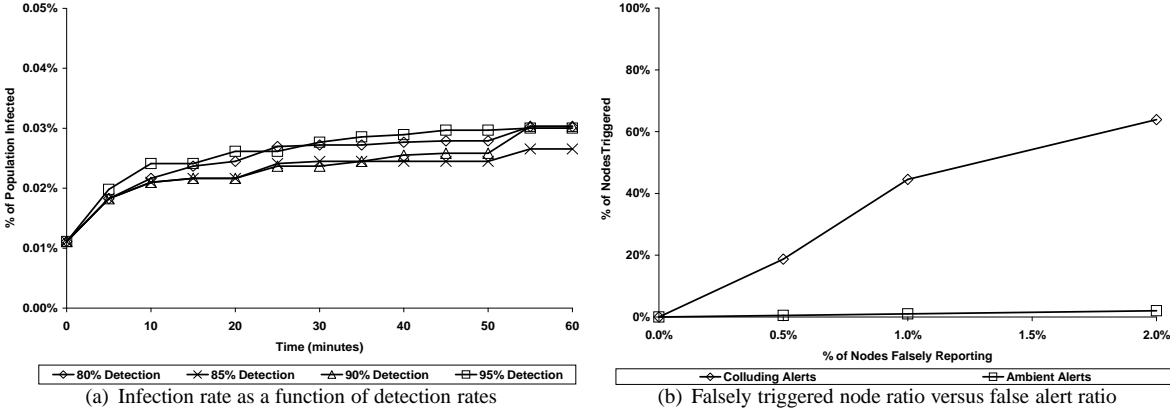 0.05%
0.04%
0.03%
0.02%
0.01%
0.00%
% of Population Infected
0 10 20 30 40 50 60
Time (minutes)
80% Detection 85% Detection 90% Detection 95% Detection
(a) Infection rate as a function of detection rates
100%
80%
60%
40%
20%
0%
% of NodesTriggered
0.0% 0.5% 1.0% 1.5% 2.0%
% of Nodes Falsely Reporting
Colluding Alerts Ambient Alerts
(b) Falsely triggered node ratio versus false alert ratio